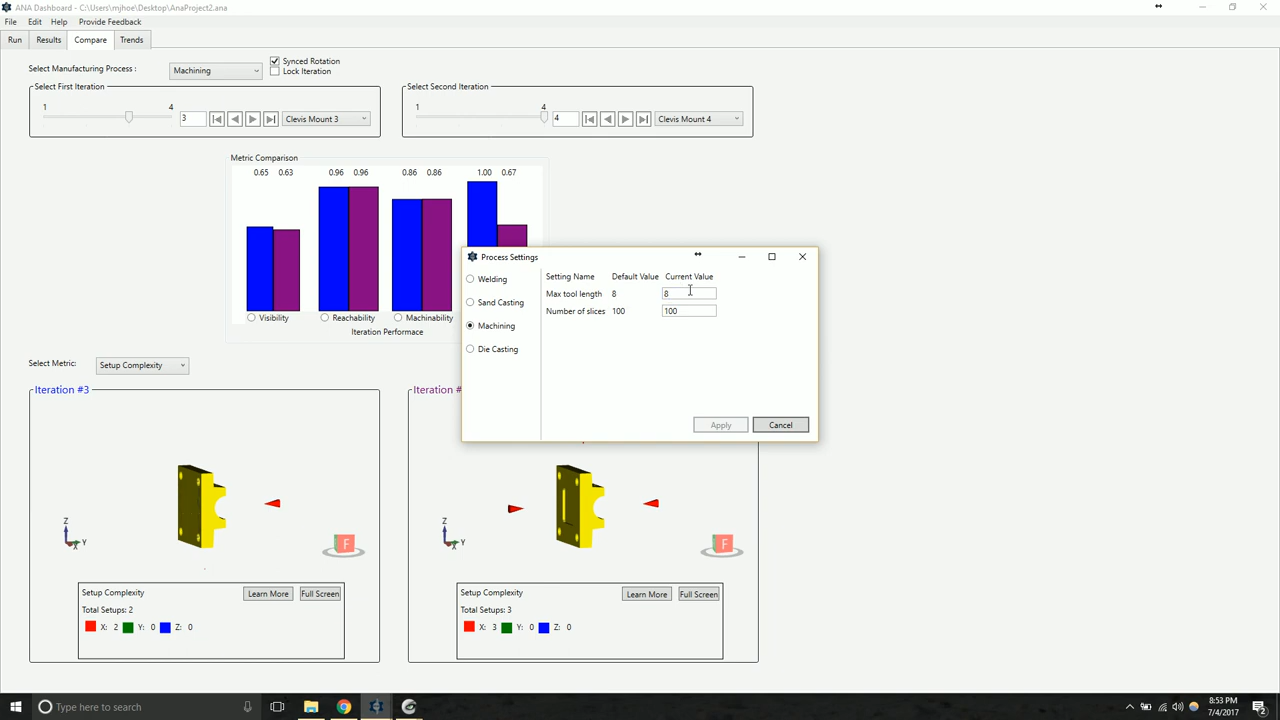 ANA Dashboard - C:\Users\mjhoe\Desktop\AnaProject2.ana
File Edit Help Provide Feedback
Run Results Compare Trends
Select Manufacturing Process : Machining
Synced Rotation
Lock Iteration
Select First Iteration
1 4
3 Clevis Mount 3
Select Second Iteration
1 4
4 Clevis Mount 4
Metric Comparison
0.65 0.63 0.96 0.96 0.86 0.86 1.00 0.67
Visibility Reachability Machinability
Iteration Performace
Process Settings
Welding
Sand Casting
Machining
Die Casting
Setting Name Default Value Current Value
Max tool length 8 8
Number of slices 100 100
Apply Cancel
Select Metric: Setup Complexity
Iteration #3
Z
Y
X
F
Setup Complexity Learn More Full Screen
Total Setups: 2
X: 2 Y: 0 Z: 0
Iteration #
Z
Y
X
F
Setup Complexity Learn More Full Screen
Total Setups: 3
X: 3 Y: 0 Z: 0
Type here to search
8:53 PM
7/4/2017
2